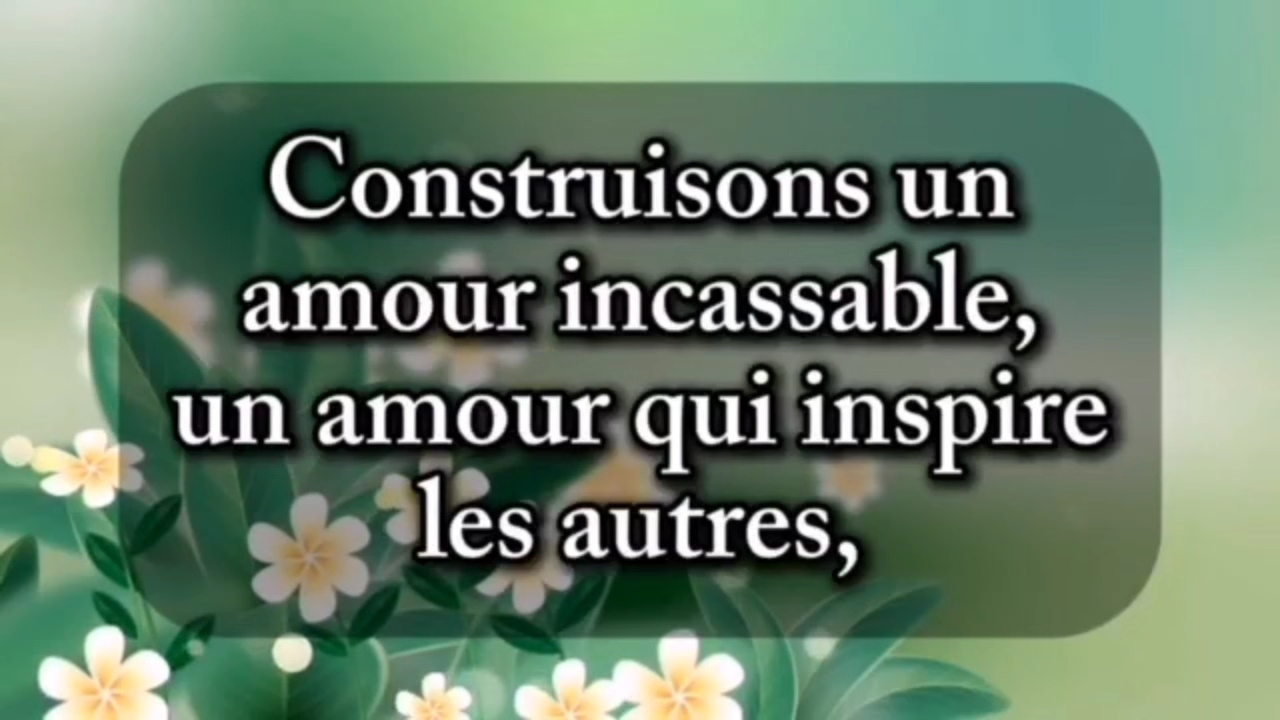 Construisons un
amour incassable,
un amour qui inspire
les autres,